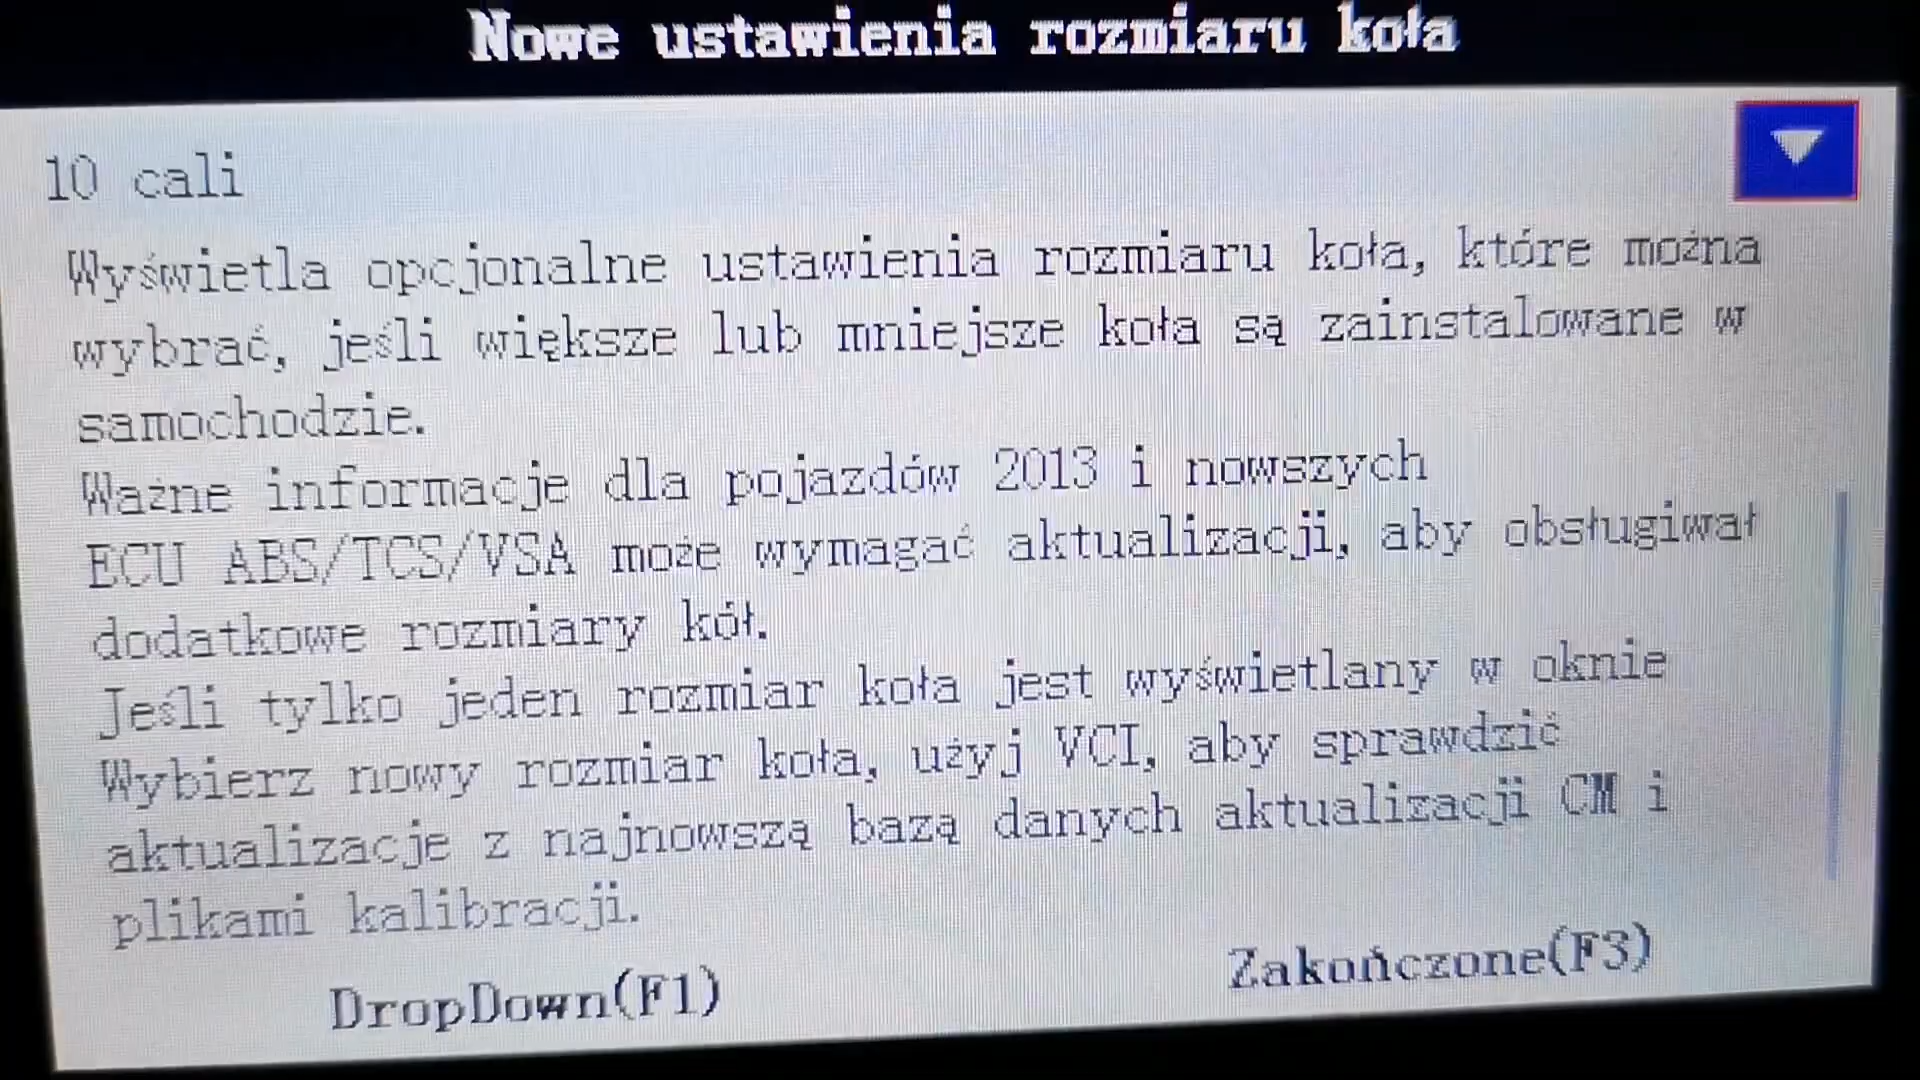 Nowe ustawienia rozmiaru koła
10 cali
Wyświetla opcjonalne ustawienia rozmiaru koła, które można
wybrać, jeśli większe lub mniejsze koła są zainstalowane w
samochodzie.
Ważne informacje dla pojazdów 2013 i nowszych
ECU ABS/TCS/VSA może wymagać aktualizacji, aby obsługiwał
dodatkowe rozmiary kół.
Jeśli tylko jeden rozmiar koła jest wyświetlany w oknie
Wybierz nowy rozmiar koła, użyj VCI, aby sprawdzić
aktualizacje z najnowszą bazą danych aktualizacji CM i
plikami kalibracji.
DropDown(F1)
Zakończone(F3)